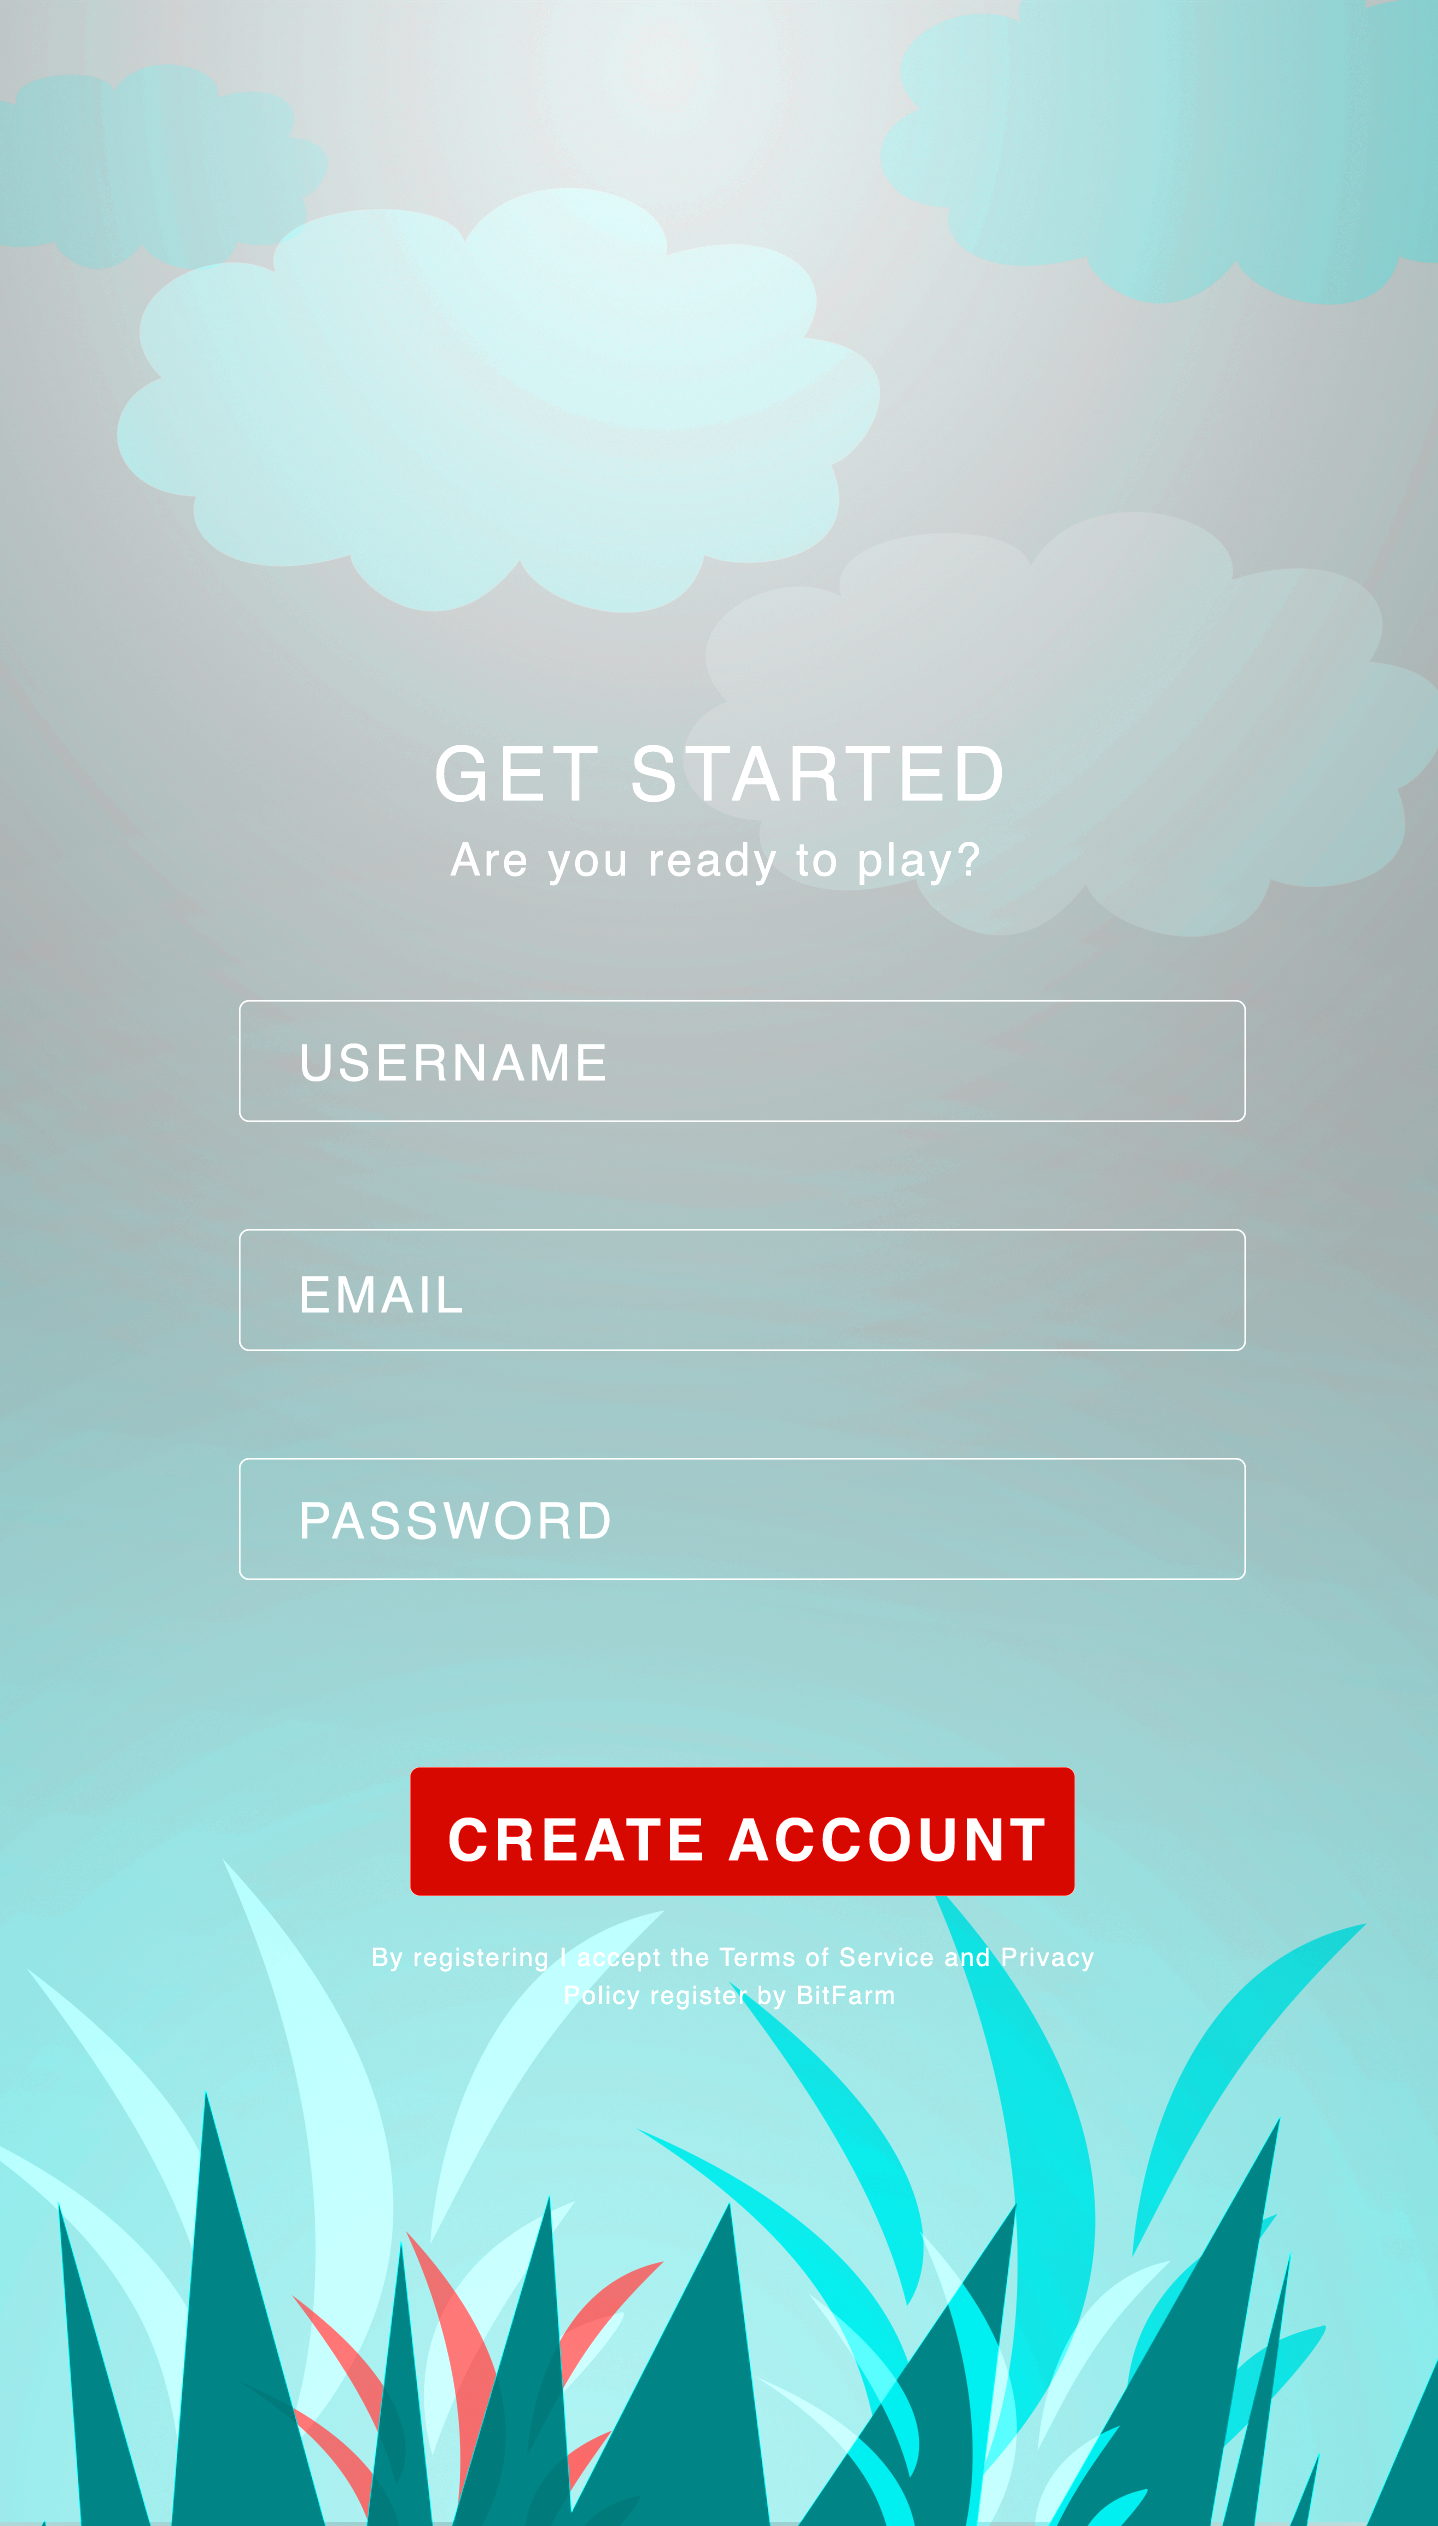 GET STARTED
Are you ready to play?
USERNAME
EMAIL
PASSWORD
CREATE ACCOUNT
By registering I accept the Terms of Service and Privacy
Policy register by BitFarm